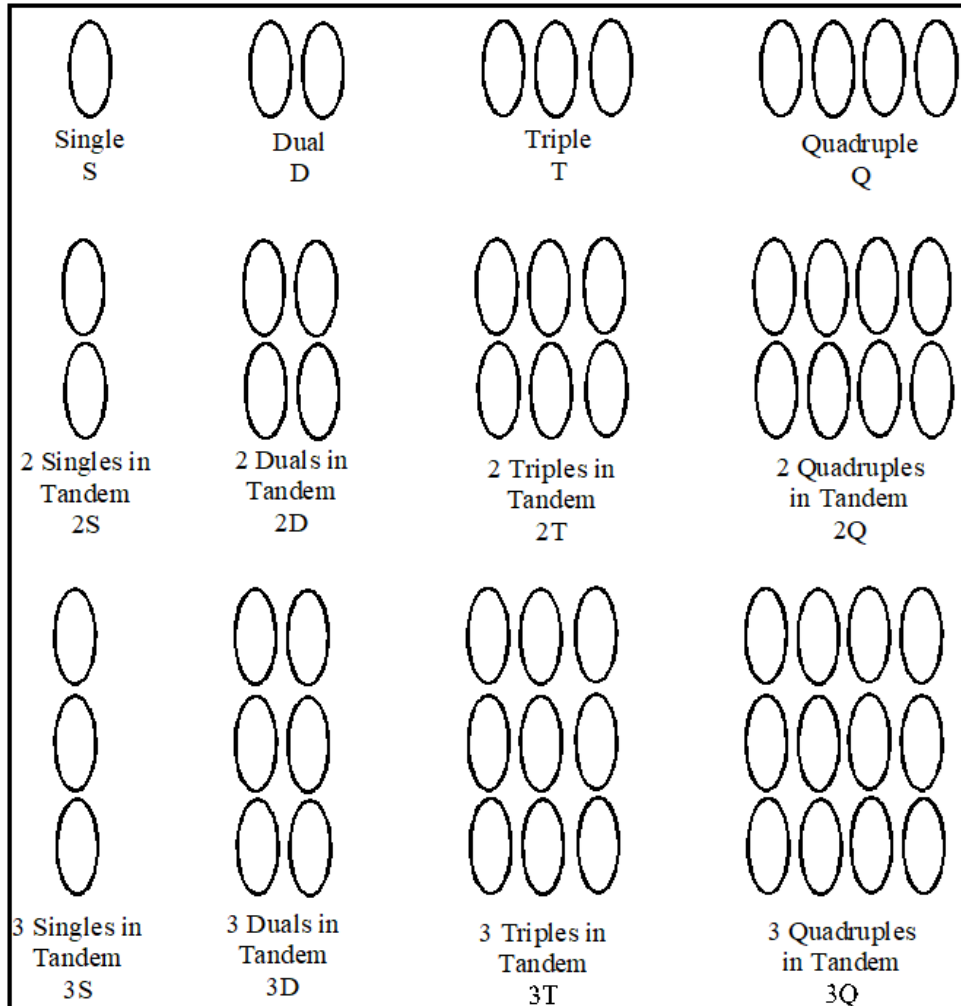 Single
S
Dual
D
Triple
T
Quadruple
Q
2 Singles in
Tandem
2S
2 Duals in
Tandem
2D
2 Triples in
Tandem
2T
2 Quadruples
in Tandem
2Q
3 Singles in
Tandem
3S
3 Duals in
Tandem
3D
3 Triples in
Tandem
3T
3 Quadruples
in Tandem
3Q